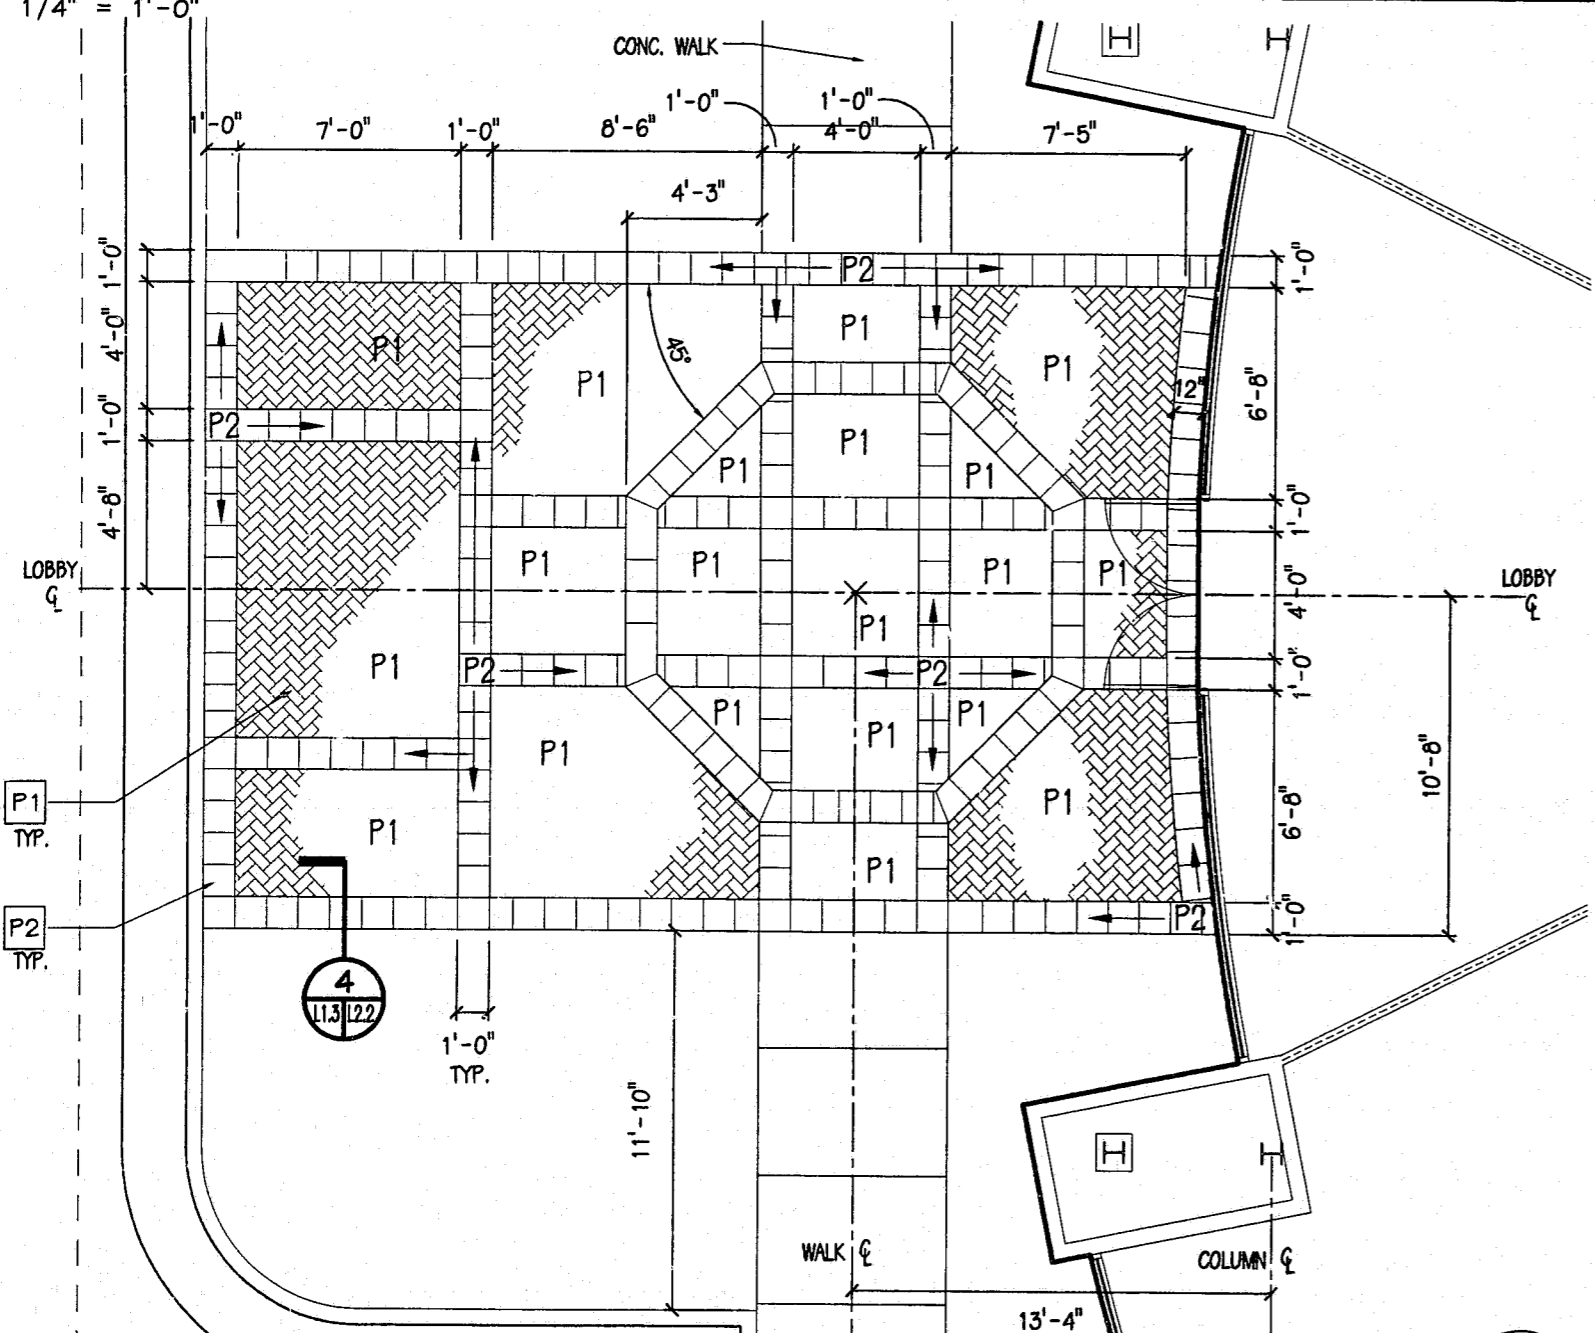 1/4" = 1'-0"
CONC. WALK
1'-0"
1'-0"
1'-0"
7'-0"
1'-0"
8'-6"
4'-0"
7'-5"
4'-3"
1'-0"
P2
1'-0"
4'-0"
P1
P1
45°
P1
P1
12"
6'-8"
1'-0"
P2
P1
P1
P1
4'-8"
1'-0"
LOBBY
℄
P1
P1
P1
P1
4'-0"
LOBBY
℄
P1
P1
P2
P2
1'-0"
P1
P1
P1
P1
P1
10'-8"
P1
TYP.
P1
P1
6'-8"
P1
P2
TYP.
P2
1'-0"
4
L1.3 L2.2
1'-0"
TYP.
11'-10"
WALK ℄
COLUMN ℄
13'-4"